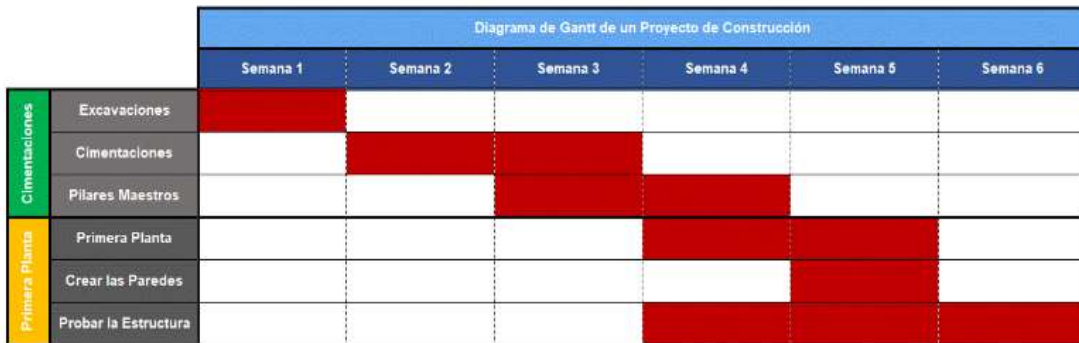 Diagrama de Gantt de un Proyecto de Construcción
Semana 1 Semana 2 Semana 3 Semana 4 Semana 5 Semana 6
Cimentaciones
Excavaciones
Cimentaciones
Pilares Maestros
Primera Planta
Primera Planta
Crear las Paredes
Probar la Estructura